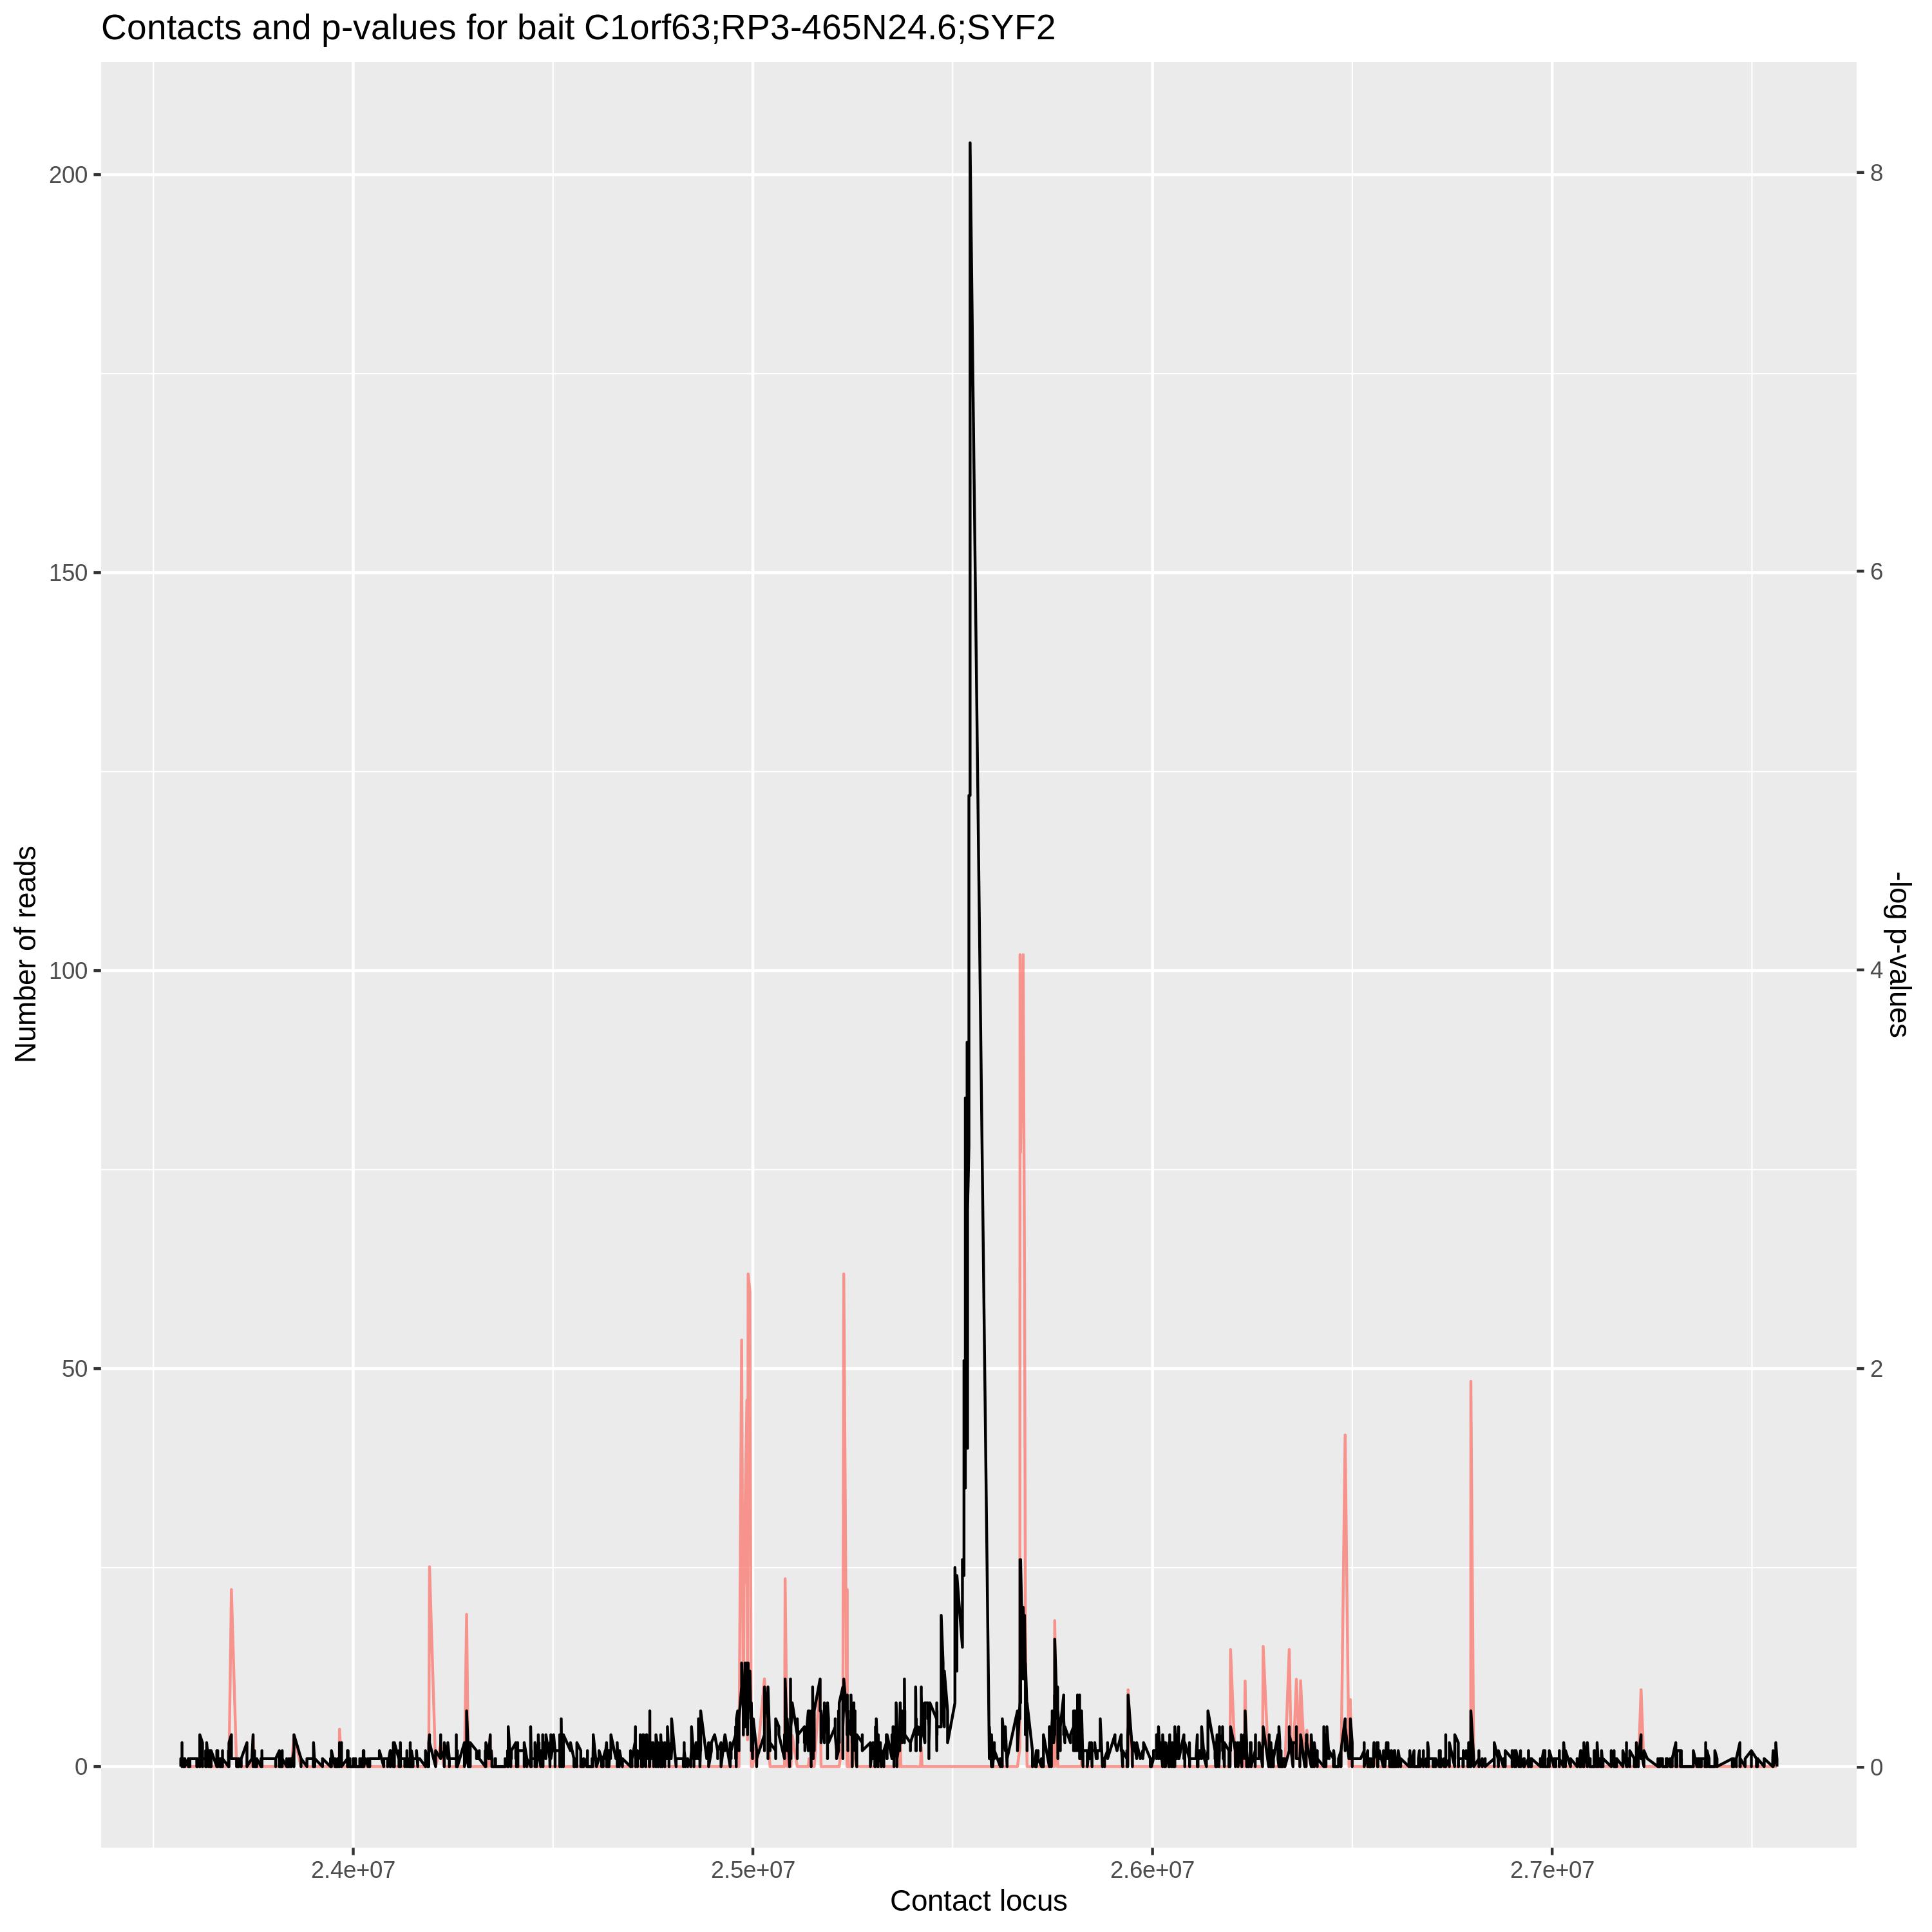 Contacts and p-values for bait C1orf63;RP3-465N24.6;SYF2
200
150
100
50
0
8
6
4
2
0
Number of reads
-log p-values
2.4e+07 2.5e+07 2.6e+07 2.7e+07
Contact locus